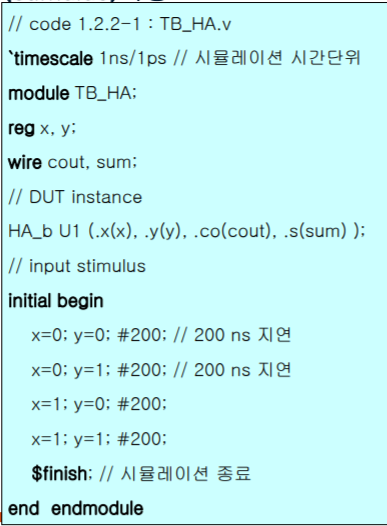 // code 1.2.2-1 : TB_HA.v
`timescale 1ns/1ps // 시뮬레이션 시간단위
module TB_HA;
reg x, y;
wire cout, sum;
// DUT instance
HA_b U1 (.x(x), .y(y), .co(cout), .s(sum) );
// input stimulus
initial begin
x=0; y=0; #200; // 200 ns 지연
x=0; y=1; #200; // 200 ns 지연
x=1; y=0; #200;
x=1; y=1; #200;
$finish; // 시뮬레이션 종료
end endmodule